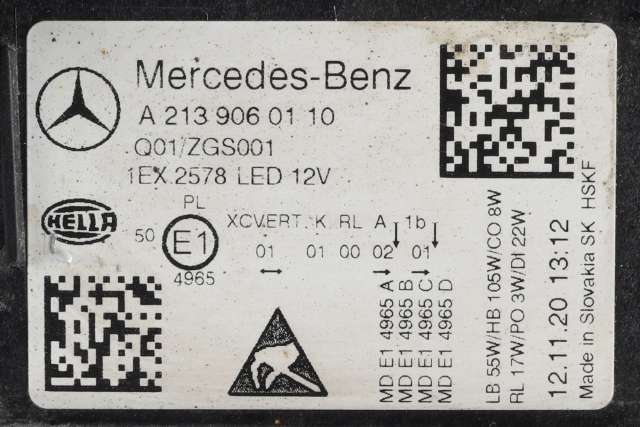 Mercedes-Benz
A 213 906 01 10
Q01/ZGS001
1EX.2578 LED 12V
HELLA
PL
50 E1
4965
XCVERT. K RL A 1b
01 01 00 02 01
MD E1 4965 A
MD E1 4965 B
MD E1 4965 C
MD E1 4965 D
LB 55W/HB 105W/CO 8W
RL 17W/PO 3W/DI 22W
12.11.20 13:12
Made in Slovakia SK HSKF